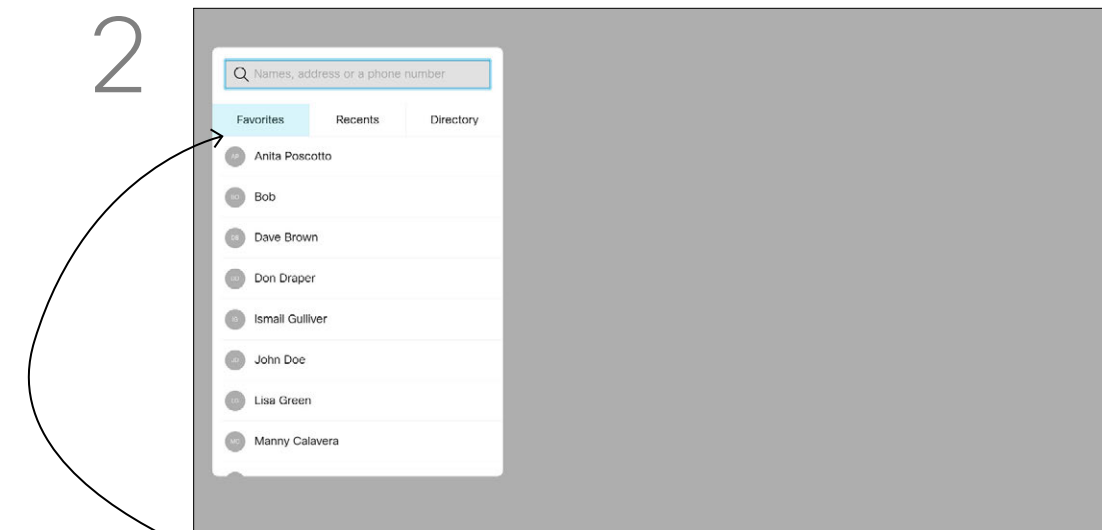 2
Names, address or a phone number
Favorites Recents Directory
Anita Poscotto
Bob
Dave Brown
Don Draper
Ismail Gulliver
John Doe
Lisa Green
MC Manny Calavera